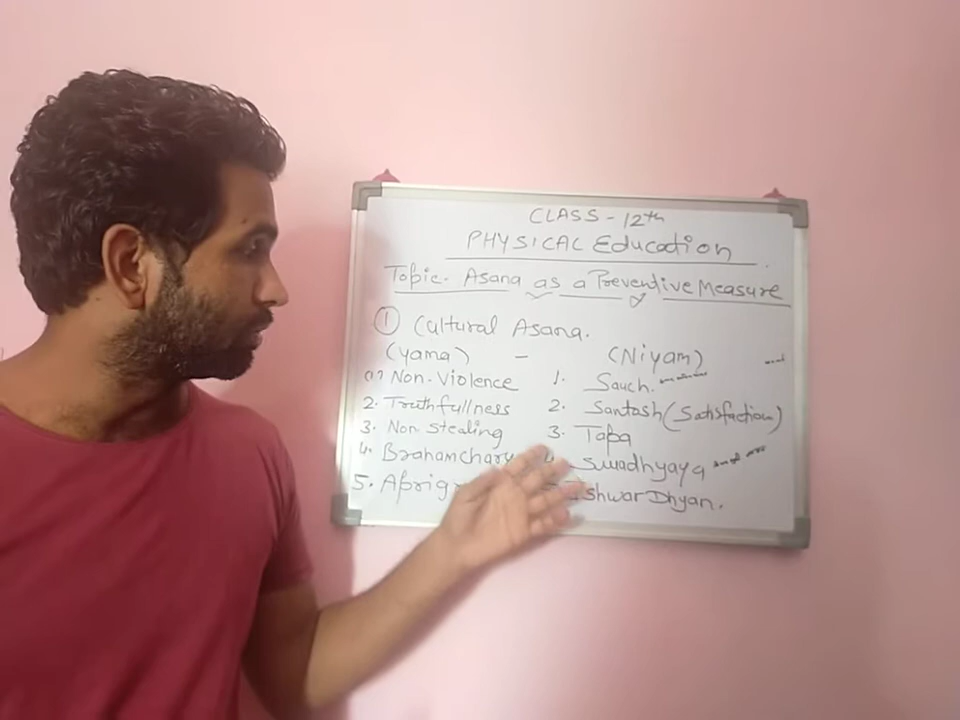 CLASS - 12th
PHYSICAL Education
Topic. Asana as a Preventive Measure
① Cultural Asana.
(Yama) - (Niyam)
(1) Non-Violence 1. Sauch.
2. Truthfullness 2. Santosh (Satisfaction)
3. Non Stealing 3. Tapa
4. Brahamchary 4. Swadhyaya
5. Aprig shwar Dhyan.